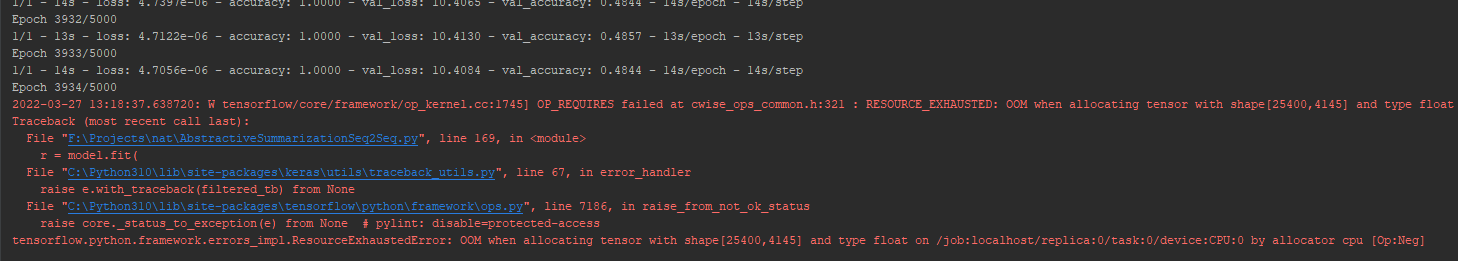 1/1 - 14s - loss: 4.7397e-06 - accuracy: 1.0000 - val_loss: 10.4065 - val_accuracy: 0.4844 - 14s/epoch - 14s/step
Epoch 3932/5000
1/1 - 13s - loss: 4.7122e-06 - accuracy: 1.0000 - val_loss: 10.4130 - val_accuracy: 0.4857 - 13s/epoch - 13s/step
Epoch 3933/5000
1/1 - 14s - loss: 4.7056e-06 - accuracy: 1.0000 - val_loss: 10.4084 - val_accuracy: 0.4844 - 14s/epoch - 14s/step
Epoch 3934/5000
2022-03-27 13:18:37.638720: W tensorflow/core/framework/op_kernel.cc:1745] OP_REQUIRES failed at cwise_ops_common.h:321 : RESOURCE_EXHAUSTED: OOM when allocating tensor with shape[25400,4145] and type float
Traceback (most recent call last):
  File "F:\Projects\nat\AbstractiveSummarizationSeq2Seq.py", line 169, in <module>
    r = model.fit(
  File "C:\Python310\lib\site-packages\keras\utils\traceback_utils.py", line 67, in error_handler
    raise e.with_traceback(filtered_tb) from None
  File "C:\Python310\lib\site-packages\tensorflow\python\framework\ops.py", line 7186, in raise_from_not_ok_status
    raise core._status_to_exception(e) from None  # pylint: disable=protected-access
tensorflow.python.framework.errors_impl.ResourceExhaustedError: OOM when allocating tensor with shape[25400,4145] and type float on /job:localhost/replica:0/task:0/device:CPU:0 by allocator cpu [Op:Neg]